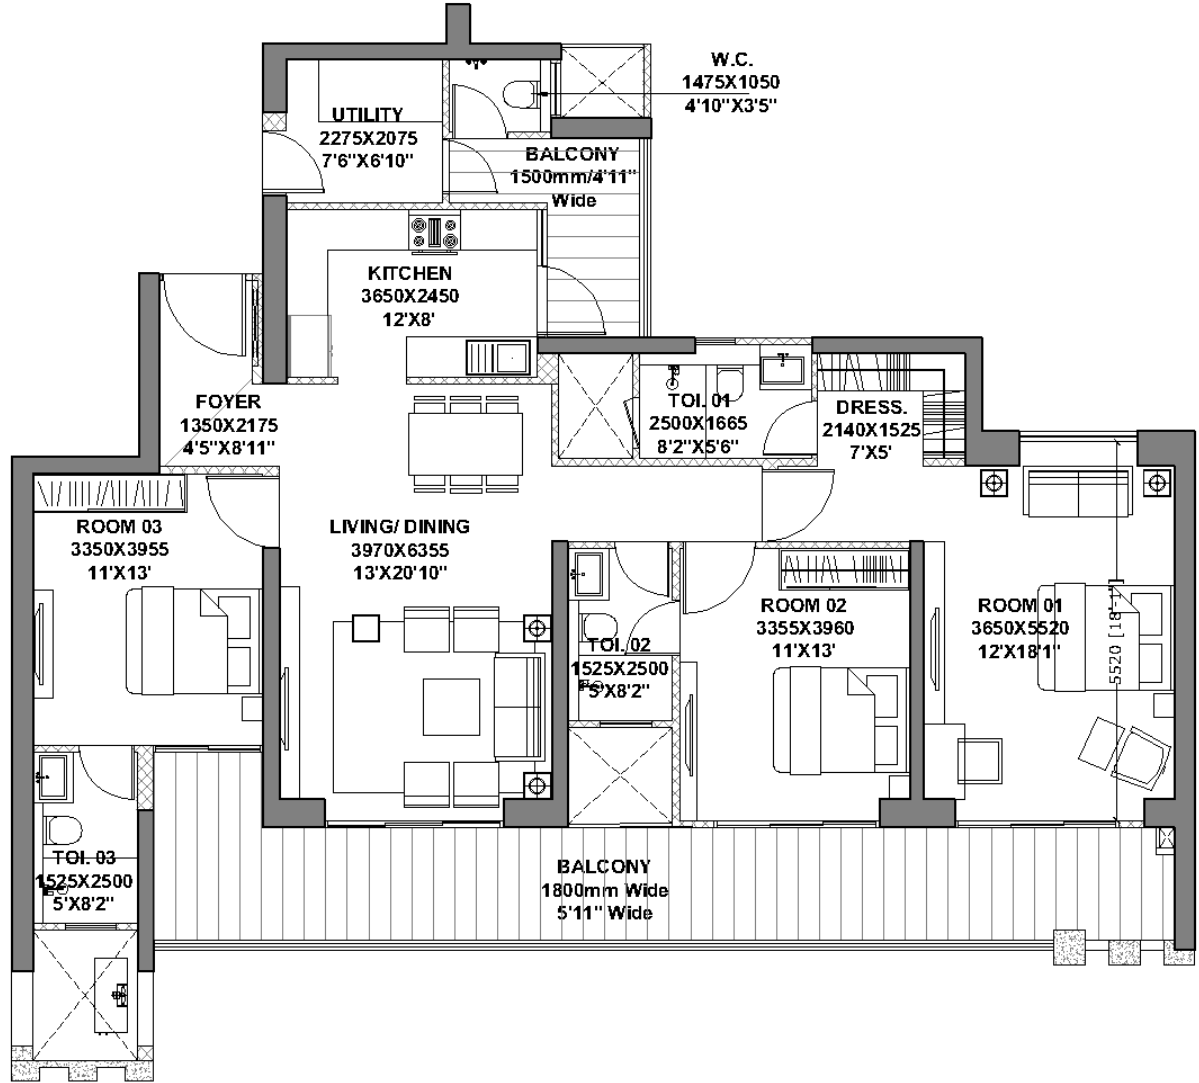 W.C.
1475X1050
4'10"X3'5"
UTILITY
2275X2075
7'6"X6'10"
BALCONY
1500mm/4'11"
Wide
KITCHEN
3650X2450
12'X8'
FOYER
1350X2175
4'5"X8'11"
TOI. 01
2500X1665
8'2"X5'6"
DRESS.
2140X1525
7'X5'
ROOM 03
3350X3955
11'X13'
LIVING/ DINING
3970X6355
13'X20'10"
TOI. 02
1525X2500
5'X8'2"
ROOM 02
3355X3960
11'X13'
ROOM 01
3650X5520
12'X18'1"
TOI. 03
1525X2500
5'X8'2"
BALCONY
1800mm Wide
5'11" Wide